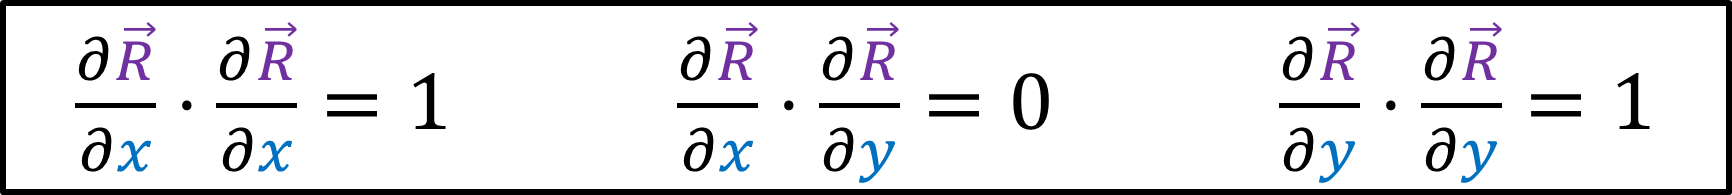 ∂R⃗/∂x · ∂R⃗/∂x = 1 ∂R⃗/∂x · ∂R⃗/∂y = 0 ∂R⃗/∂y · ∂R⃗/∂y = 1